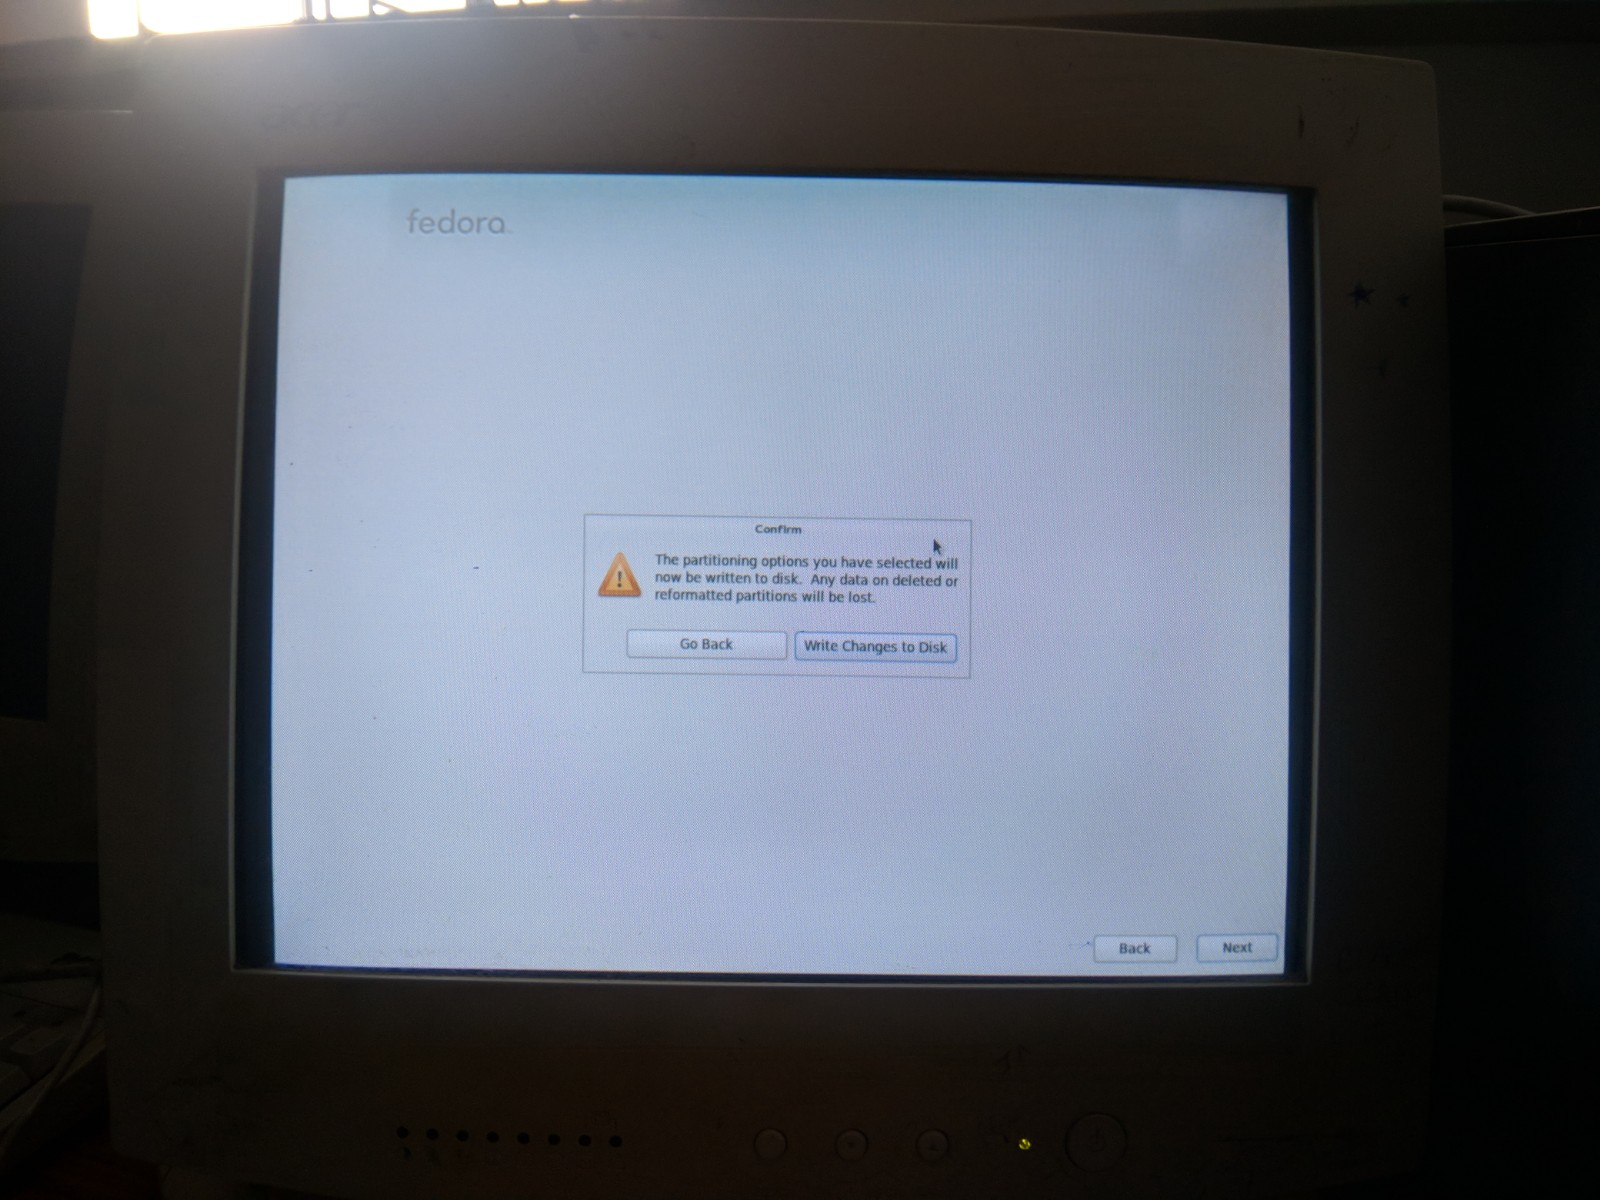 acer
fedora
Confirm
The partitioning options you have selected will
now be written to disk.  Any data on deleted or
reformatted partitions will be lost.
Go Back
Write Changes to Disk
Back
Next